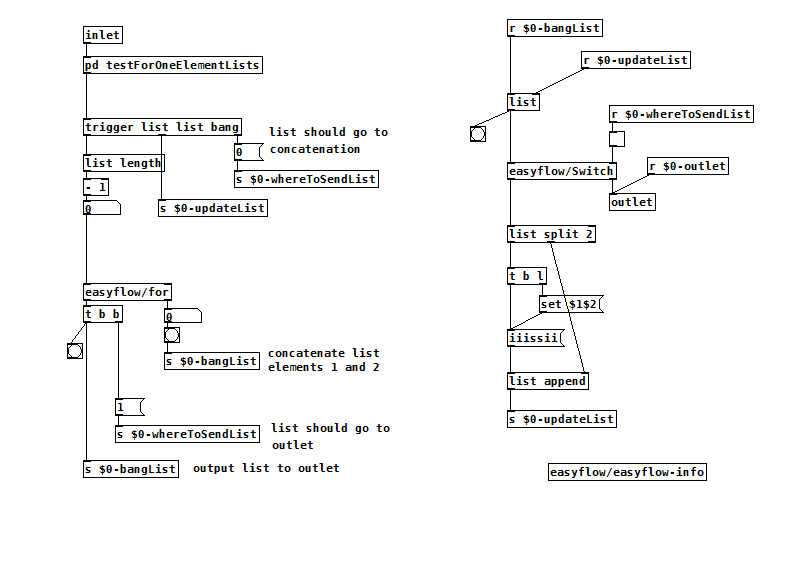 inlet
pd testForOneElementLists
trigger list list bang
list should go to
concatenation
0
list length
s $0-whereToSendList
- 1
0
s $0-updateList
easyflow/for
t b b
0
s $0-bangList
concatenate list
elements 1 and 2
1
s $0-whereToSendList
list should go to
outlet
s $0-bangList
output list to outlet
r $0-bangList
r $0-updateList
list
r $0-whereToSendList
easyflow/Switch
r $0-outlet
outlet
list split 2
t b l
set $1$2
iiissii
list append
s $0-updateList
easyflow/easyflow-info